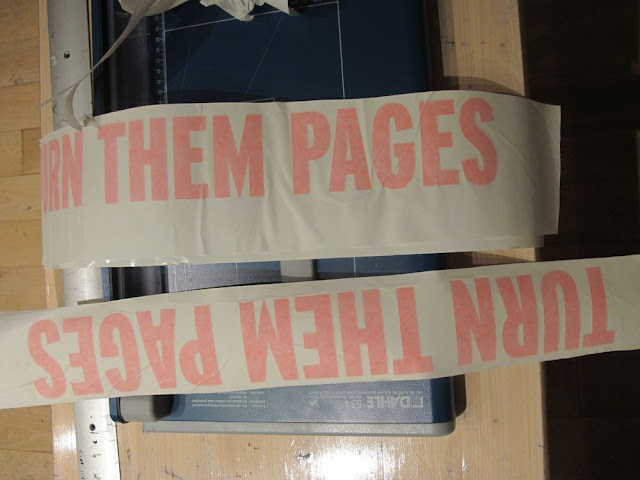 URN THEM PAGES
TURN THEM PAGES
DAHLE